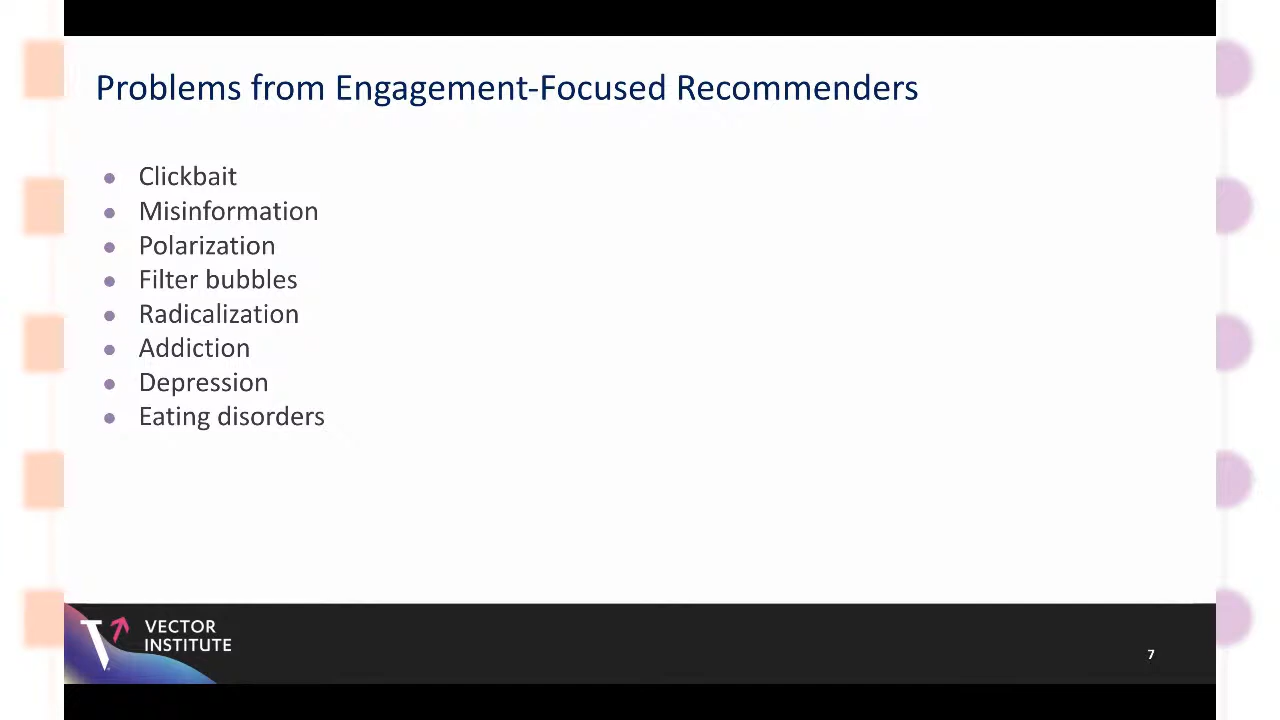 Problems from Engagement-Focused Recommenders
● Clickbait
● Misinformation
● Polarization
● Filter bubbles
● Radicalization
● Addiction
● Depression
● Eating disorders
VECTOR
INSTITUTE
7